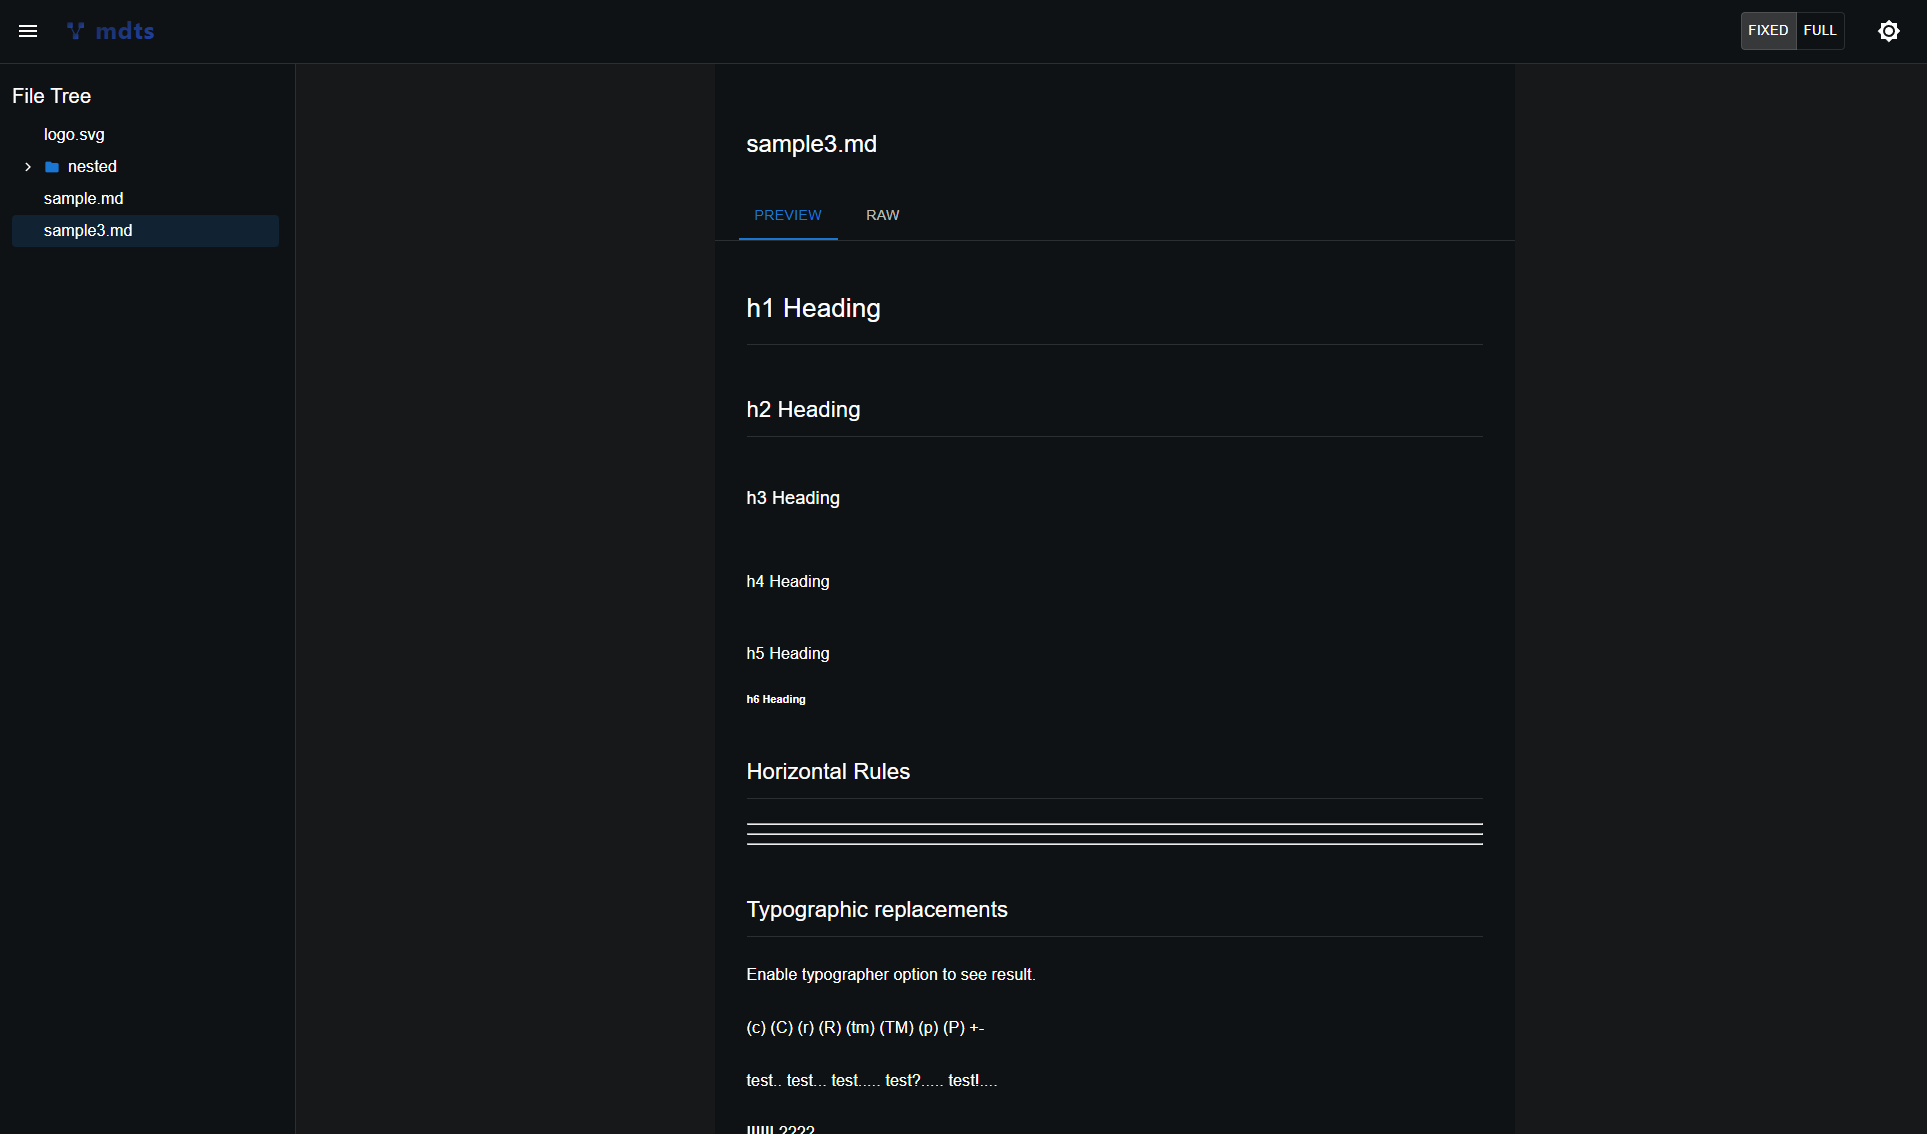 mdts
FIXED FULL
File Tree
logo.svg
nested
sample.md
sample3.md
sample3.md
PREVIEW RAW
h1 Heading
h2 Heading
h3 Heading
h4 Heading
h5 Heading
h6 Heading
Horizontal Rules
Typographic replacements
Enable typographer option to see result.
(c) (C) (r) (R) (tm) (TM) (p) (P) +-
test.. test... test..... test?..... test!....